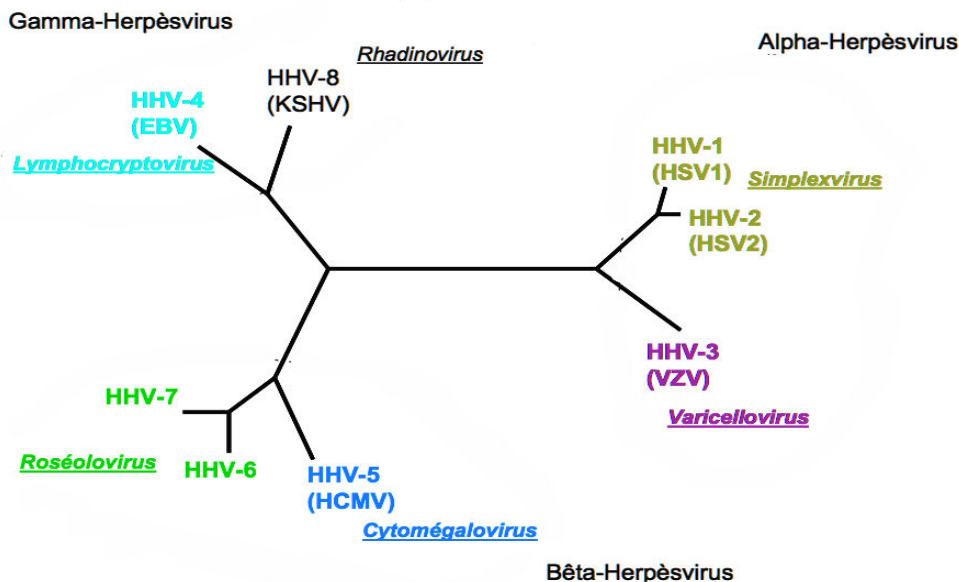 Gamma-Herpèsvirus
Alpha-Herpèsvirus
Rhadinovirus
HHV-8
(KSHV)
HHV-4
(EBV)
Lymphocryptovirus
HHV-1
(HSV1)
Simplexvirus
HHV-2
(HSV2)
HHV-3
(VZV)
Varicellovirus
HHV-7
Roséolovirus
HHV-6
HHV-5
(HCMV)
Cytomégalovirus
Bêta-Herpèsvirus